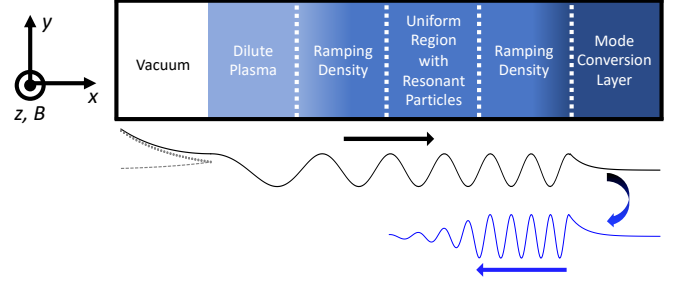 y
x
z, B
Vacuum
Dilute
Plasma
Ramping
Density
Uniform
Region
with
Resonant
Particles
Ramping
Density
Mode
Conversion
Layer